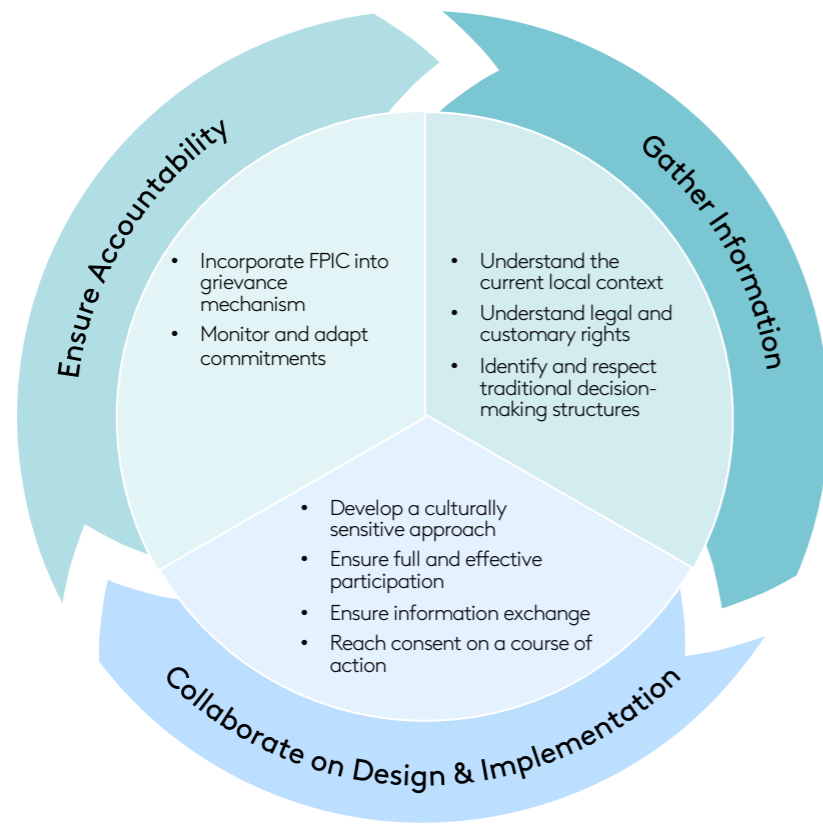 Ensure Accountability
• Incorporate FPIC into
grievance
mechanism
• Monitor and adapt
commitments
Gather Information
• Understand the
current local context
• Understand legal and
customary rights
• Identify and respect
traditional decision-
making structures
• Develop a culturally
sensitive approach
• Ensure full and effective
participation
• Ensure information exchange
• Reach consent on a course of
action
Collaborate on Design & Implementation